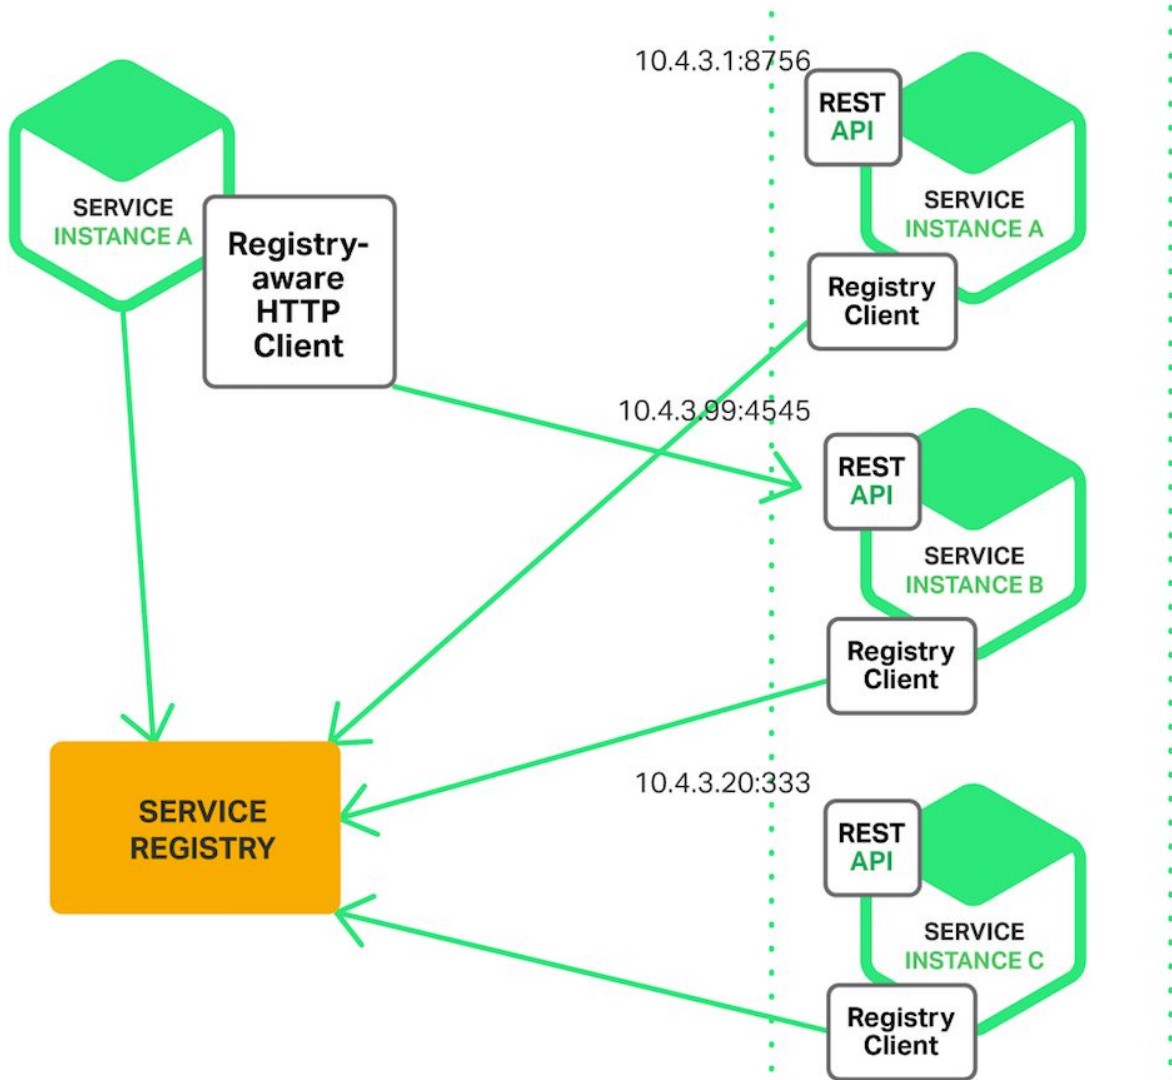 SERVICE
INSTANCE A
Registry-
aware
HTTP
Client
SERVICE
REGISTRY
10.4.3.1:8756
REST
API
SERVICE
INSTANCE A
Registry
Client
10.4.3.99:4545
REST
API
SERVICE
INSTANCE B
Registry
Client
10.4.3.20:333
REST
API
SERVICE
INSTANCE C
Registry
Client